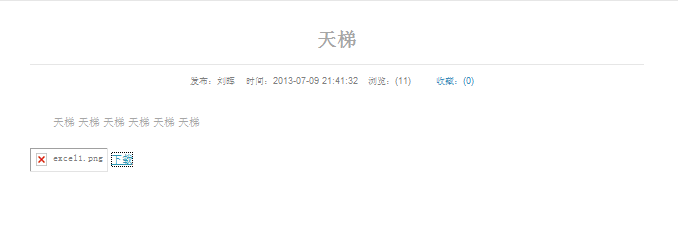 天梯
发布：刘晖 时间：2013-07-09 21:41:32 浏览：(11) 收藏：(0)
天梯 天梯 天梯 天梯 天梯 天梯
excel1.png 下载